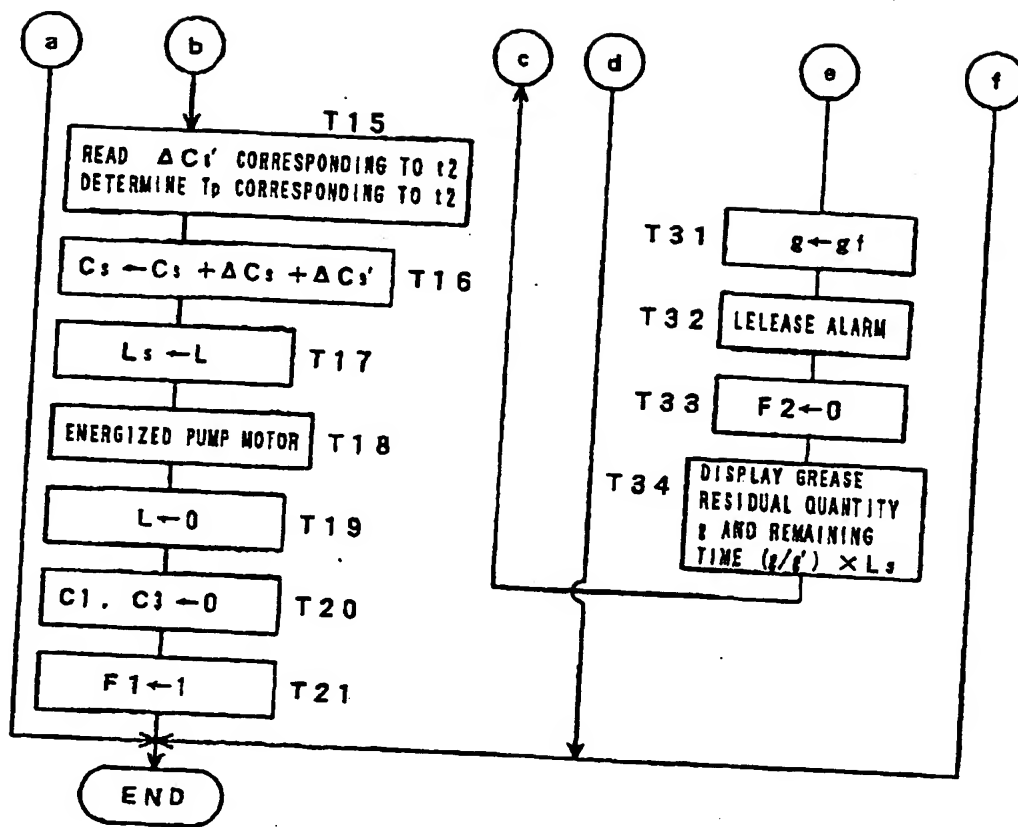 a
b
c
d
e
f
T15
READ ΔCs' CORRESPONDING TO t2
DETERMINE Tp CORRESPONDING TO t2
Cs ← Cs + ΔCs + ΔCs'
T16
Ls ← L
T17
ENERGIZED PUMP MOTOR
T18
L ← 0
T19
C1, C3 ← 0
T20
F1 ← 1
T21
END
T31
g ← gf
T32
LELEASE ALARM
T33
F2 ← 0
T34
DISPLAY GREASE
RESIDUAL QUANTITY
g AND REMAINING
TIME (g/g') × Ls